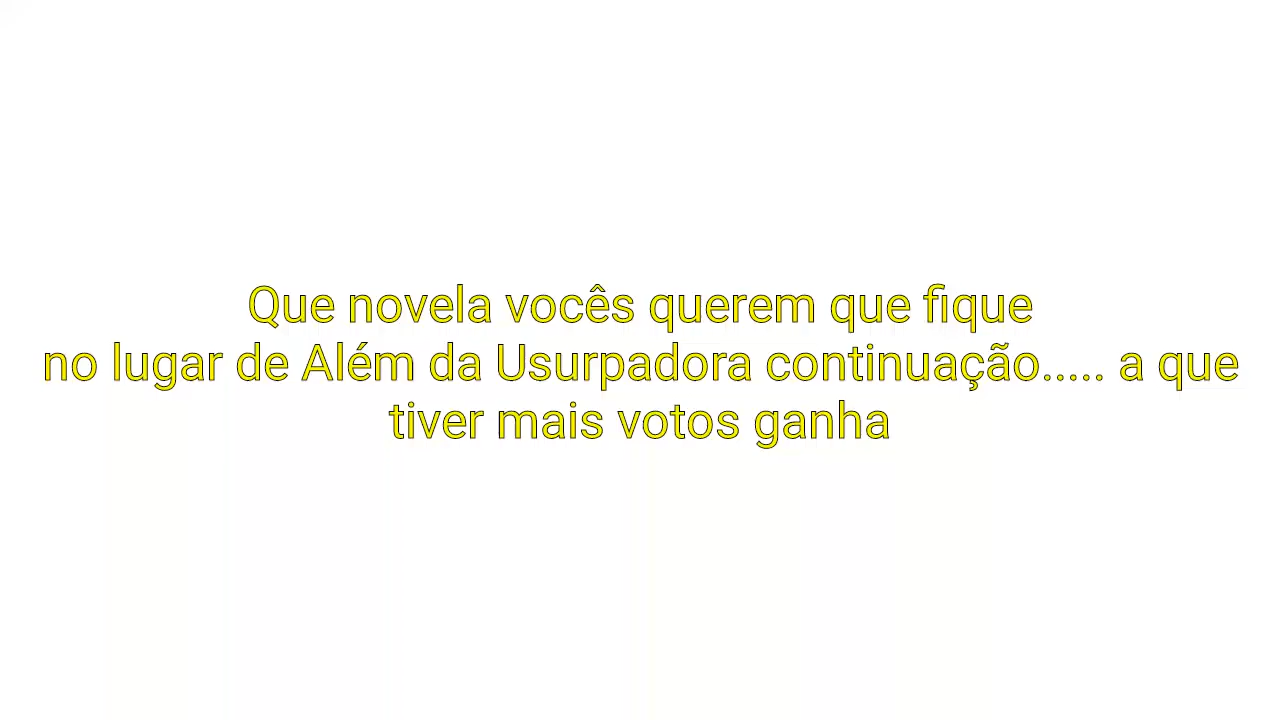 Que novela vocês querem que fique
no lugar de Além da Usurpadora continuação..... a que
tiver mais votos ganha